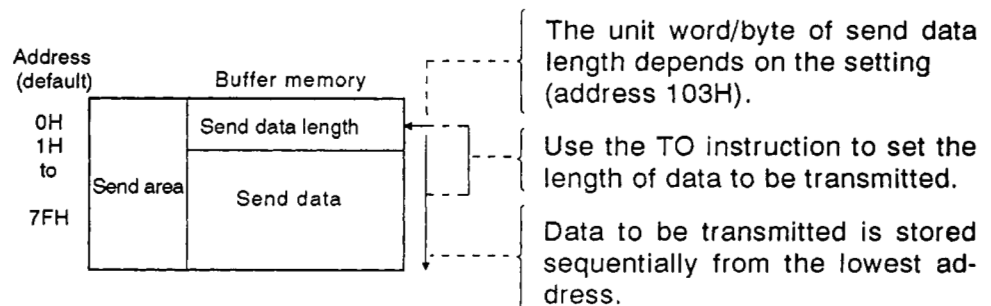 Address
(default)
Buffer memory
0H
1H
to
7FH
Send area
Send data length
Send data
The unit word/byte of send data
length depends on the setting
(address 103H).
Use the TO instruction to set the
length of data to be transmitted.
Data to be transmitted is stored
sequentially from the lowest ad-
dress.